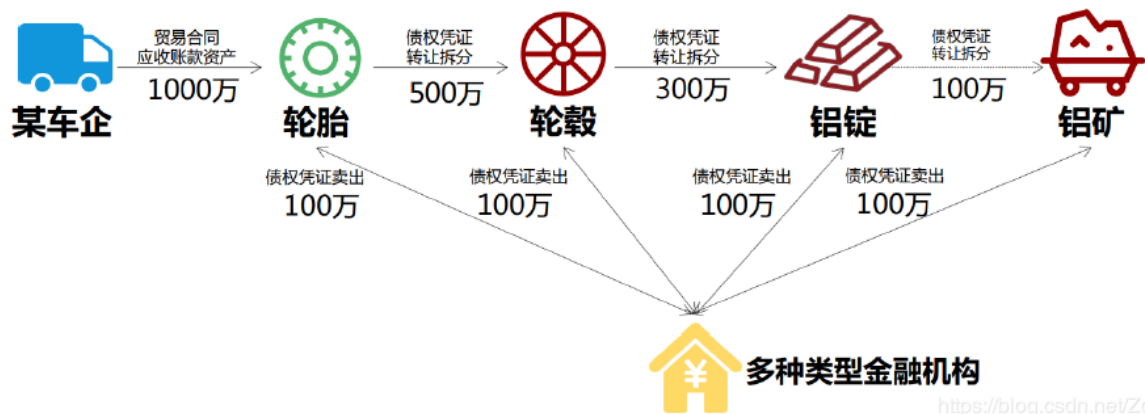 贸易合同
应收账款资产
1000万
债权凭证
转让拆分
500万
债权凭证
转让拆分
300万
债权凭证
转让拆分
100万
某车企
轮胎
轮毂
铝锭
铝矿
债权凭证卖出
100万
债权凭证卖出
100万
债权凭证卖出
100万
债权凭证卖出
100万
¥
多种类型金融机构
https://blog.csdn.net/Z